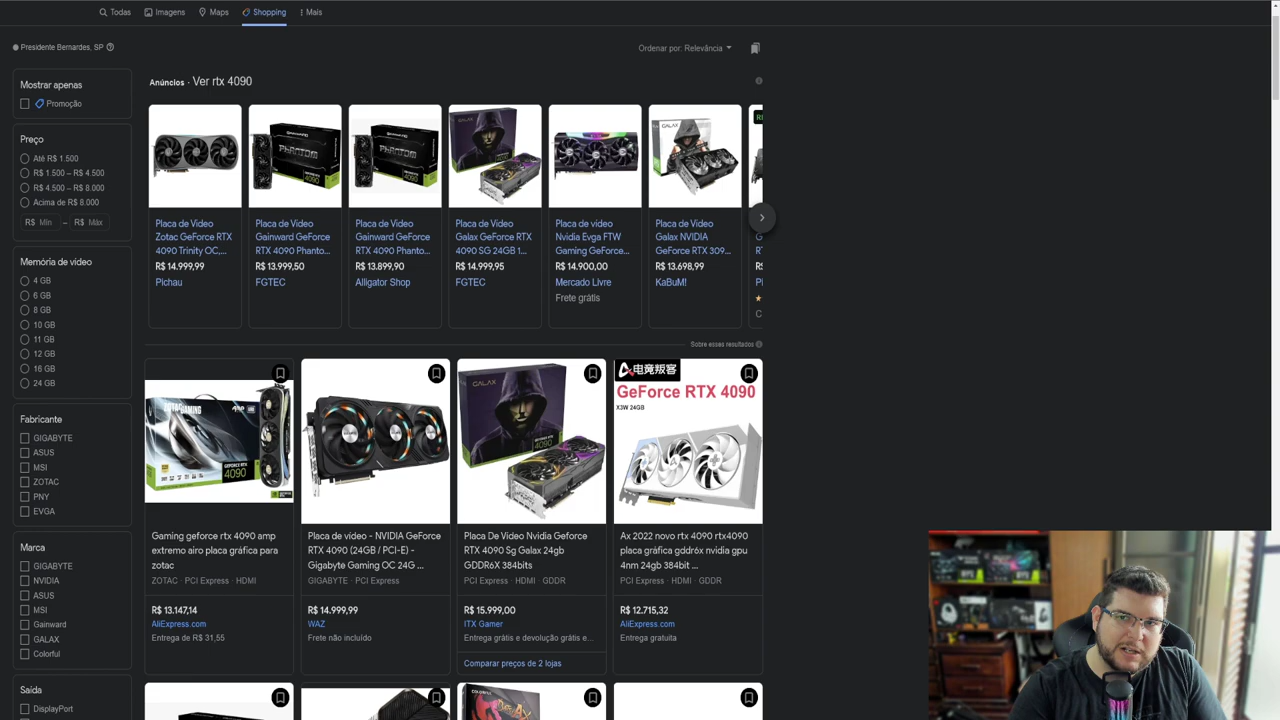 Todas
Imagens
Maps
Shopping
Mais
Presidente Bernardes, SP
Ordenar por: Relevância
Mostrar apenas
Promoção
Preço
Até R$ 1.500
R$ 1.500 – R$ 4.500
R$ 4.500 – R$ 8.000
Acima de R$ 8.000
R$ Mín – R$ Máx
Memória de vídeo
4 GB
6 GB
8 GB
10 GB
11 GB
12 GB
16 GB
24 GB
Fabricante
GIGABYTE
ASUS
MSI
ZOTAC
PNY
EVGA
Marca
GIGABYTE
NVIDIA
ASUS
MSI
Gainward
GALAX
Colorful
Saída
DisplayPort
Anúncios · Ver rtx 4090
Placa de Vídeo
Zotac GeForce RTX
4090 Trinity OC,...
R$ 14.999,99
Pichau
PHANTOM
Placa de Vídeo
Gainward GeForce
RTX 4090 Phanto...
R$ 13.999,50
FGTEC
PHANTOM
Placa de Vídeo
Gainward GeForce
RTX 4090 Phanto...
R$ 13.899,90
Alligator Shop
GALAX
Placa de Vídeo
Galax GeForce RTX
4090 SG 24GB 1...
R$ 14.999,95
FGTEC
Placa de vídeo
Nvidia Evga FTW
Gaming GeForce...
R$ 14.900,00
Mercado Livre
Frete grátis
GALAX
Placa de Vídeo
Galax NVIDIA
GeForce RTX 309...
R$ 13.698,99
KaBuM!
Sobre esses resultados
ZOTAC GAMING
4090
Gaming geforce rtx 4090 amp
extremo airo placa gráfica para
zotac
ZOTAC · PCI Express · HDMI
R$ 13.147,14
AliExpress.com
Entrega de R$ 31,55
Placa de vídeo - NVIDIA GeForce
RTX 4090 (24GB / PCI-E) -
Gigabyte Gaming OC 24G ...
GIGABYTE · PCI Express
R$ 14.999,99
WAZ
Frete não incluído
GALAX
Placa De Vídeo Nvidia Geforce
RTX 4090 Sg Galax 24gb
GDDR6X 384bits
PCI Express · HDMI · GDDR
R$ 15.999,00
ITX Gamer
Entrega grátis e devolução grátis e...
Comparar preços de 2 lojas
电竞叛客
GeForce RTX 4090
X3W 24GB
Ax 2022 novo rtx 4090 rtx4090
placa gráfica gddr6x nvidia gpu
4nm 24gb 384bit ...
PCI Express · HDMI · GDDR
R$ 12.715,32
AliExpress.com
Entrega gratuita